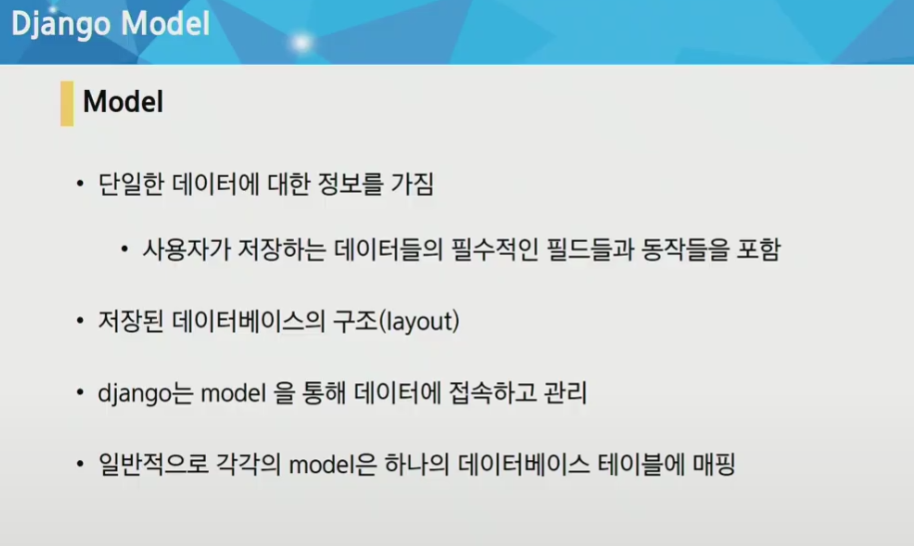 Django Model
Model
• 단일한 데이터에 대한 정보를 가짐
• 사용자가 저장하는 데이터들의 필수적인 필드들과 동작들을 포함
• 저장된 데이터베이스의 구조(layout)
• django는 model 을 통해 데이터에 접속하고 관리
• 일반적으로 각각의 model은 하나의 데이터베이스 테이블에 매핑